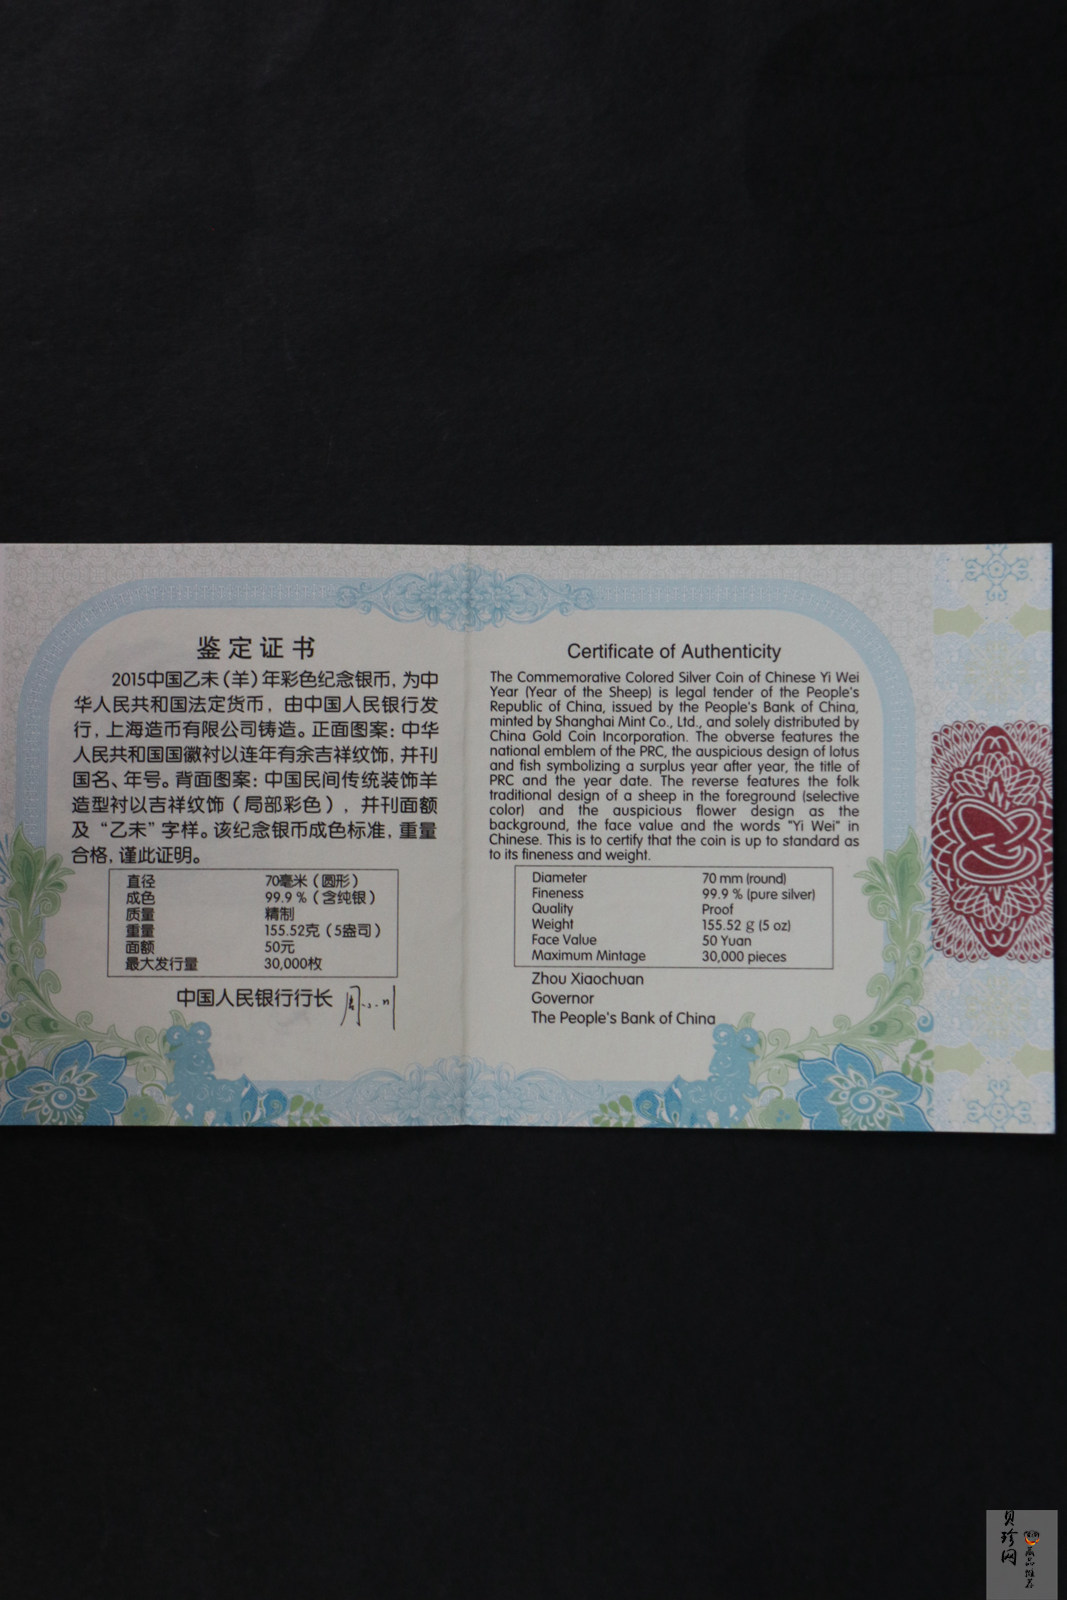 鉴定证书
2015中国乙未（羊）年彩色纪念银币，为中
华人民共和国法定货币，由中国人民银行发
行，上海造币有限公司铸造。正面图案：中华
人民共和国国徽衬以连年有余吉祥纹饰，并刊
国名、年号。背面图案：中国民间传统装饰羊
造型衬以吉祥纹饰（局部彩色），并刊面额
及“乙未”字样。该纪念银币成色标准，重量
合格，谨此证明。
直径 70毫米（圆形）
成色 99.9％（含纯银）
质量 精制
重量 155.52克（5盎司）
面额 50元
最大发行量 30,000枚
中国人民银行行长
Certificate of Authenticity
The Commemorative Colored Silver Coin of Chinese Yi Wei
Year (Year of the Sheep) is legal tender of the People's
Republic of China, issued by the People's Bank of China,
minted by Shanghai Mint Co., Ltd., and solely distributed by
China Gold Coin Incorporation. The obverse features the
national emblem of the PRC, the auspicious design of lotus
and fish symbolizing a surplus year after year, the title of
PRC and the year date. The reverse features the folk
traditional design of a sheep in the foreground (selective
color) and the auspicious flower design as the
background, the face value and the words "Yi Wei" in
Chinese. This is to certify that the coin is up to standard as
to its fineness and weight.
Diameter 70 mm (round)
Fineness 99.9 % (pure silver)
Quality Proof
Weight 155.52 g (5 oz)
Face Value 50 Yuan
Maximum Mintage 30,000 pieces
Zhou Xiaochuan
Governor
The People's Bank of China
贝珍网
商品推荐